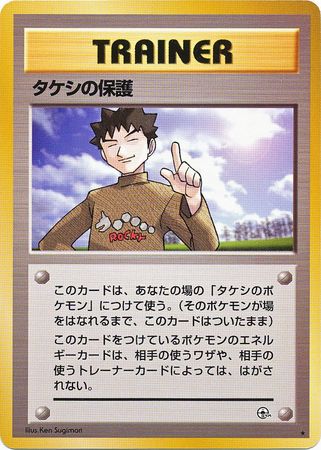 TRAINER
タケシの保護
ROCKY
このカードは、あなたの場の「タケシのポ
ケモン」につけて使う。（そのポケモンが場
をはなれるまで、このカードはついたまま）
このカードをつけているポケモンのエネル
ギーカードは、相手の使うワザや、相手の使
うトレーナーカードによっては、はがされ
ない。
Illus.Ken Sugimori